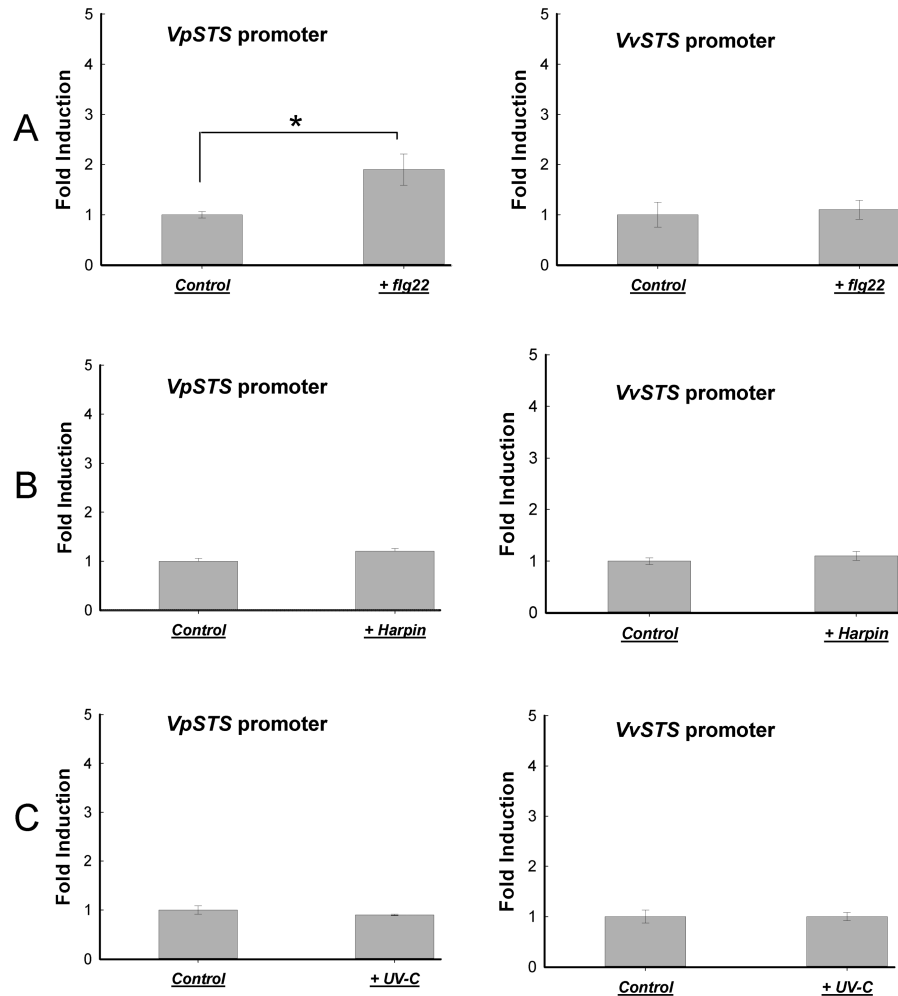 A
VpSTS promoter
Fold Induction
5
4
3
2
1
0
*
Control
+ flg22
VvSTS promoter
Fold Induction
5
4
3
2
1
0
Control
+ flg22
B
VpSTS promoter
Fold Induction
5
4
3
2
1
0
Control
+ Harpin
VvSTS promoter
Fold Induction
5
4
3
2
1
0
Control
+ Harpin
C
VpSTS promoter
Fold Induction
5
4
3
2
1
0
Control
+ UV-C
VvSTS promoter
Fold Induction
5
4
3
2
1
0
Control
+ UV-C